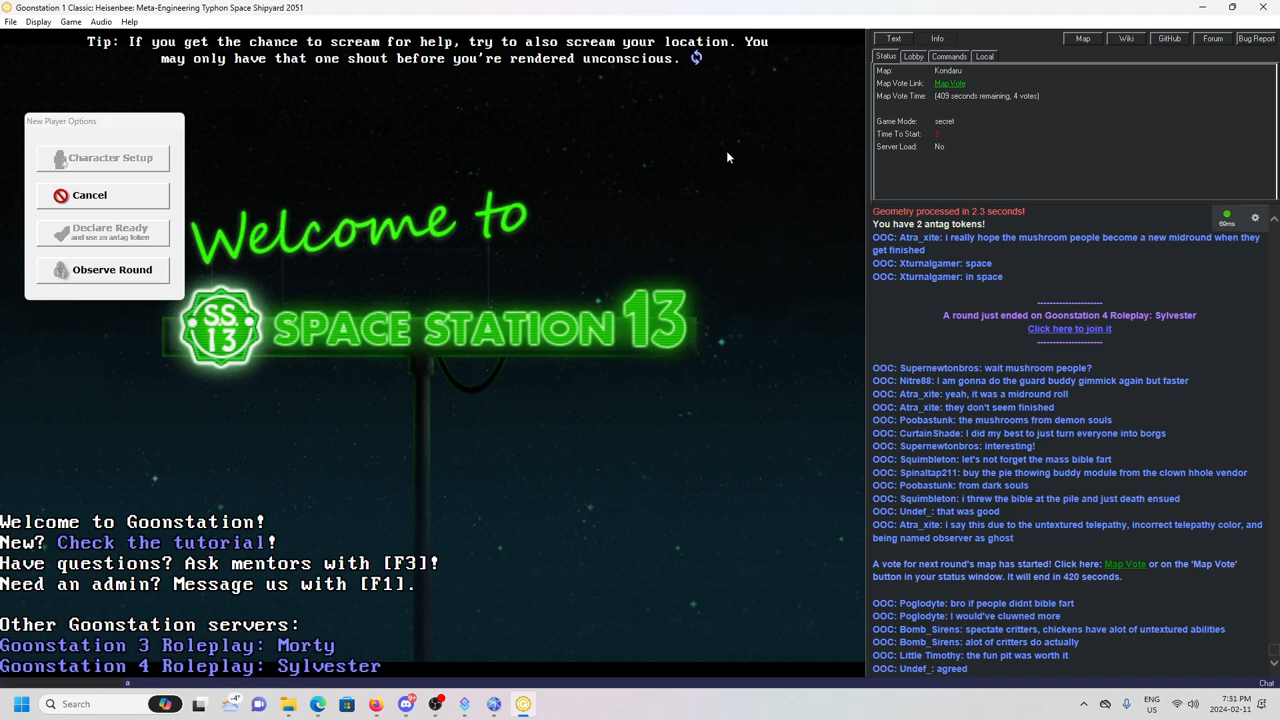 Goonstation 1 Classic: Heisenbee: Meta-Engineering Typhon Space Shipyard 2051
File Display Game Audio Help
Tip: If you get the chance to scream for help, try to also scream your location. You
may only have that one shout before you're rendered unconscious.
New Player Options
Character Setup
Cancel
Declare Ready
and use an antag token
Observe Round
Welcome to
S.S.
13
SPACE STATION 13
Welcome to Goonstation!
New? Check the tutorial!
Have questions? Ask mentors with [F3]!
Need an admin? Message us with [F1].
Other Goonstation servers:
Goonstation 3 Roleplay: Morty
Goonstation 4 Roleplay: Sylvester
a
Text Info Map Wiki GitHub Forum Bug Report
Status Lobby Commands Local
Map: Kondaru
Map Vote Link: Map Vote
Map Vote Time: (409 seconds remaining, 4 votes)
Game Mode: secret
Time To Start:
Server Load: No
Geometry processed in 2.3 seconds!
69ms
You have 2 antag tokens!
OOC: Atra_xite: i really hope the mushroom people become a new midround when they
get finished
OOC: Xturnalgamer: space
OOC: Xturnalgamer: in space
---------------------
A round just ended on Goonstation 4 Roleplay: Sylvester
Click here to join it
---------------------
OOC: Supernewtonbros: wait mushroom people?
OOC: Nitre88: I am gonna do the guard buddy gimmick again but faster
OOC: Atra_xite: yeah, it was a midround roll
OOC: Atra_xite: they don't seem finished
OOC: Poobastunk: the mushrooms from demon souls
OOC: CurtainShade: I did my best to just turn everyone into borgs
OOC: Supernewtonbros: interesting!
OOC: Squimbleton: let's not forget the mass bible fart
OOC: Spinaltap211: buy the pie thowing buddy module from the clown hhole vendor
OOC: Poobastunk: from dark souls
OOC: Squimbleton: i threw the bible at the pile and just death ensued
OOC: Undef_: that was good
OOC: Atra_xite: i say this due to the untextured telepathy, incorrect telepathy color, and
being named observer as ghost
A vote for next round's map has started! Click here: Map Vote or on the 'Map Vote'
button in your status window. It will end in 420 seconds.
OOC: Poglodyte: bro if people didnt bible fart
OOC: Poglodyte: I would've cluwned more
OOC: Bomb_Sirens: spectate critters, chickens have alot of untextured abilities
OOC: Bomb_Sirens: alot of critters do actually
OOC: Little Timothy: the fun pit was worth it
OOC: Undef_: agreed
Chat
Search
-4°
9+
ENG
US
7:31 PM
2024-02-11